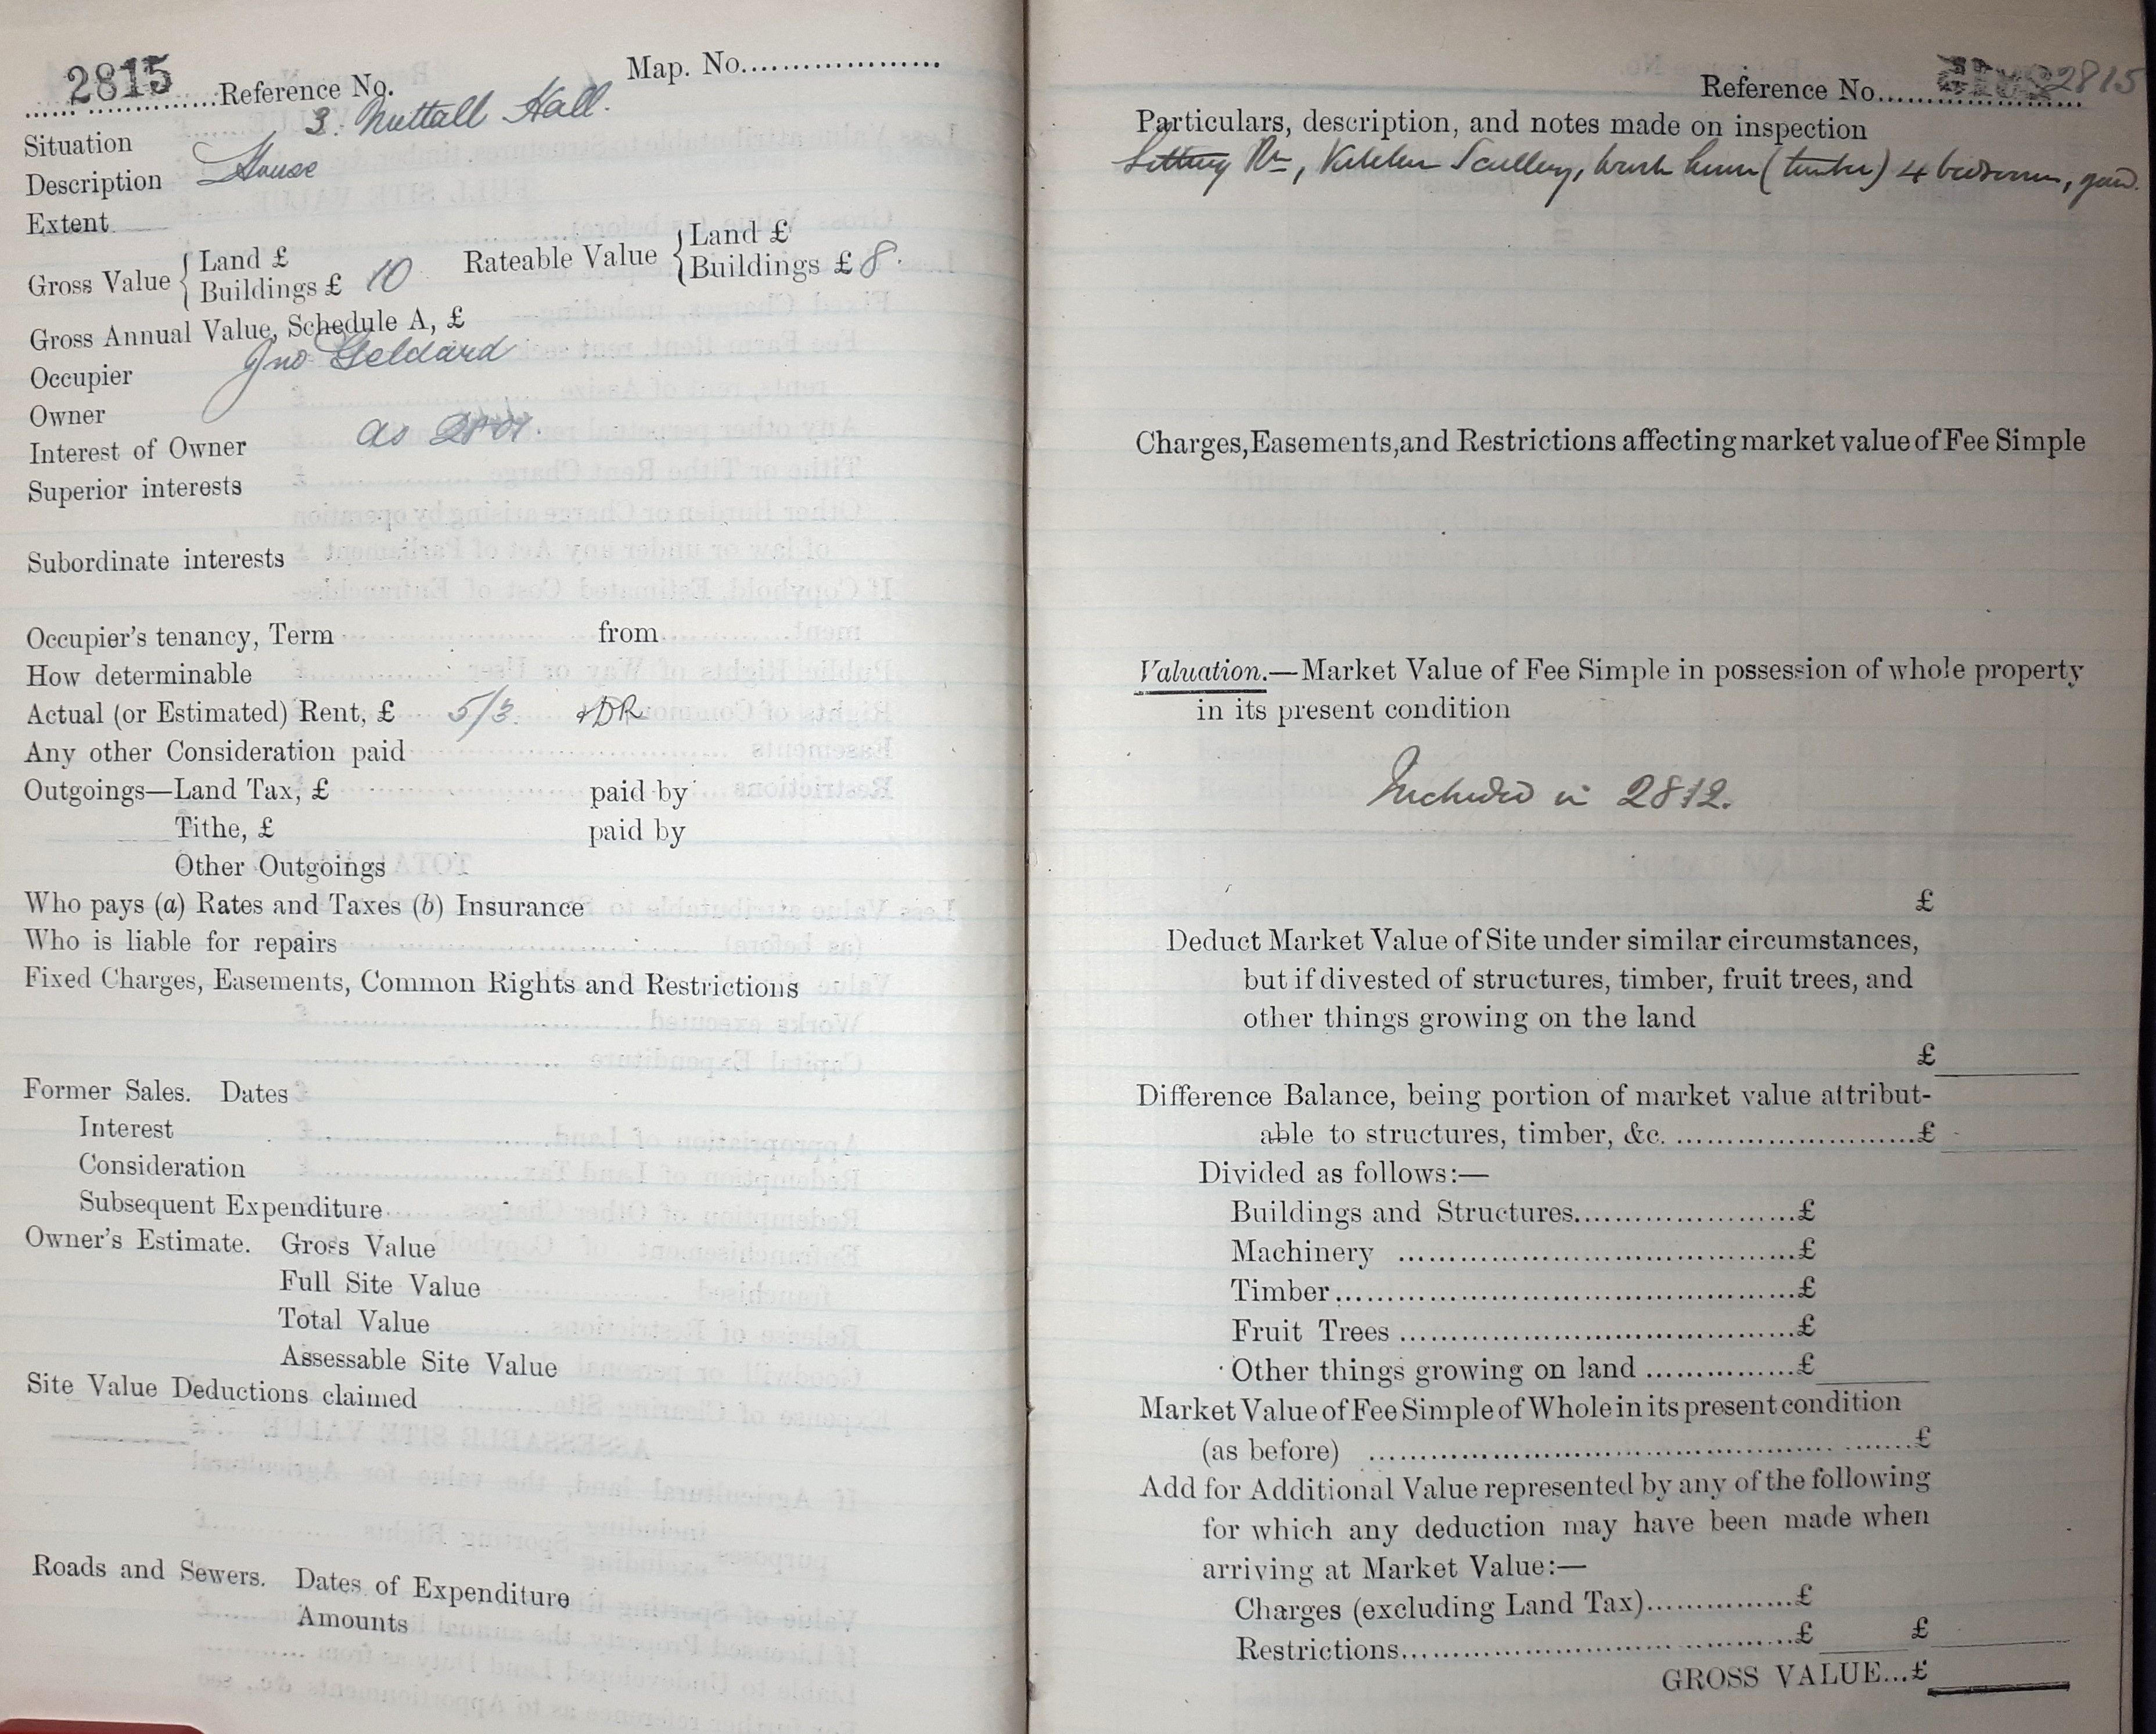 2815 Reference No. Map. No.
Situation 3. Nuttall Hall.
Description House
Extent
Gross Value { Land £
Buildings £ 10
Rateable Value { Land £
Buildings £ 8.
Gross Annual Value, Schedule A, £
Occupier Jno Geldard
Owner
Interest of Owner as
Superior interests
Subordinate interests
Occupier's tenancy, Term from
How determinable
Actual (or Estimated) Rent, £ 5/3.
Any other Consideration paid
Outgoings—Land Tax, £ paid by
Tithe, £ paid by
Other Outgoings
Who pays (a) Rates and Taxes (b) Insurance
Who is liable for repairs
Fixed Charges, Easements, Common Rights and Restrictions
Former Sales. Dates
Interest
Consideration
Subsequent Expenditure
Owner's Estimate. Gross Value
Full Site Value
Total Value
Assessable Site Value
Site Value Deductions claimed
Roads and Sewers. Dates of Expenditure
Amounts
Reference No. 2815
Particulars, description, and notes made on inspection
Sitting Rm, Kitchen Scullery, wash house (timber) 4 bedrooms, good.
Charges, Easements, and Restrictions affecting market value of Fee Simple
Valuation.—Market Value of Fee Simple in possession of whole property
in its present condition
Included in 2812.
£
Deduct Market Value of Site under similar circumstances,
but if divested of structures, timber, fruit trees, and
other things growing on the land
£
Difference Balance, being portion of market value attribut-
able to structures, timber, &c. £
Divided as follows:—
Buildings and Structures £
Machinery £
Timber £
Fruit Trees £
Other things growing on land £
Market Value of Fee Simple of Whole in its present condition
(as before) £
Add for Additional Value represented by any of the following
for which any deduction may have been made when
arriving at Market Value:—
Charges (excluding Land Tax) £
Restrictions £ £
GROSS VALUE...£